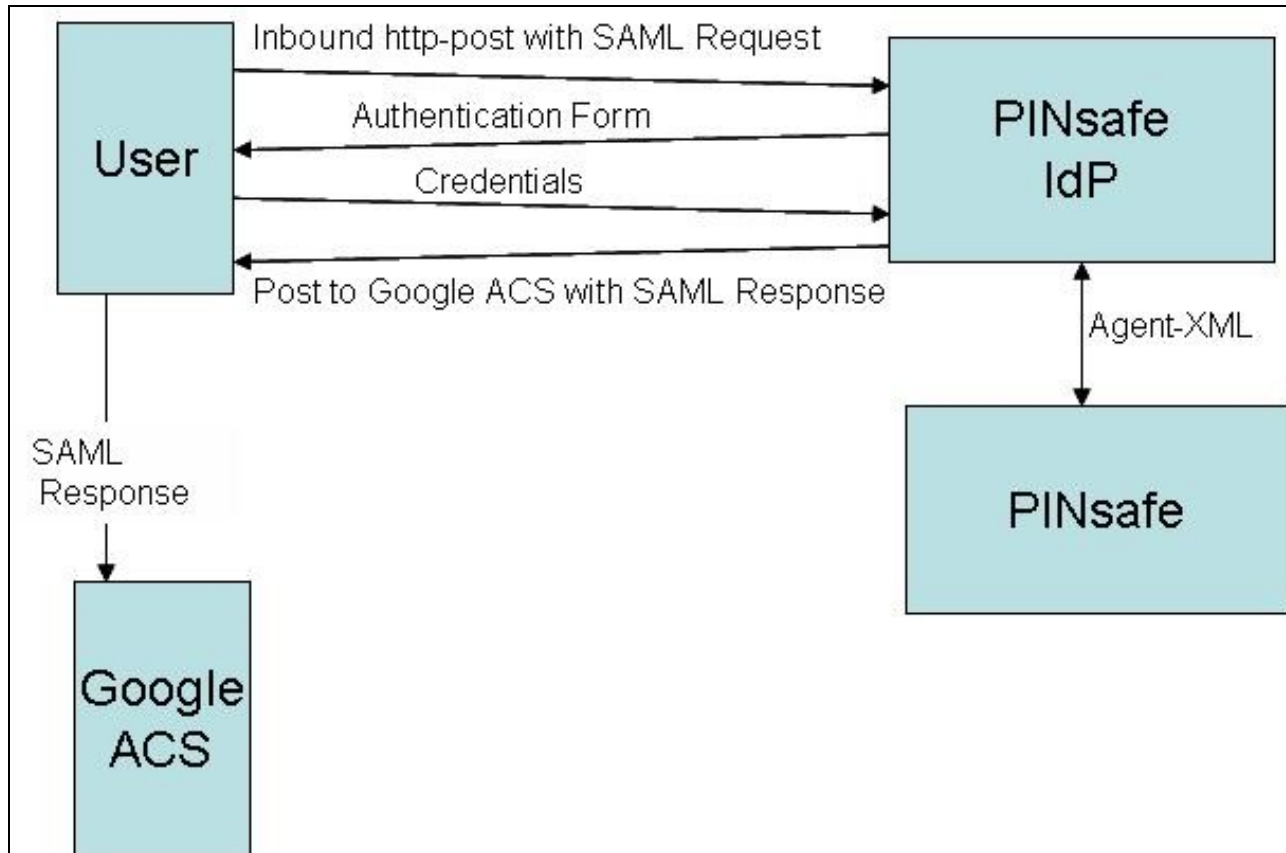 Inbound http-post with SAML Request
User
Authentication Form
PINsafe
IdP
Credentials
Post to Google ACS with SAML Response
Agent-XML
SAML
Response
PINsafe
Google
ACS